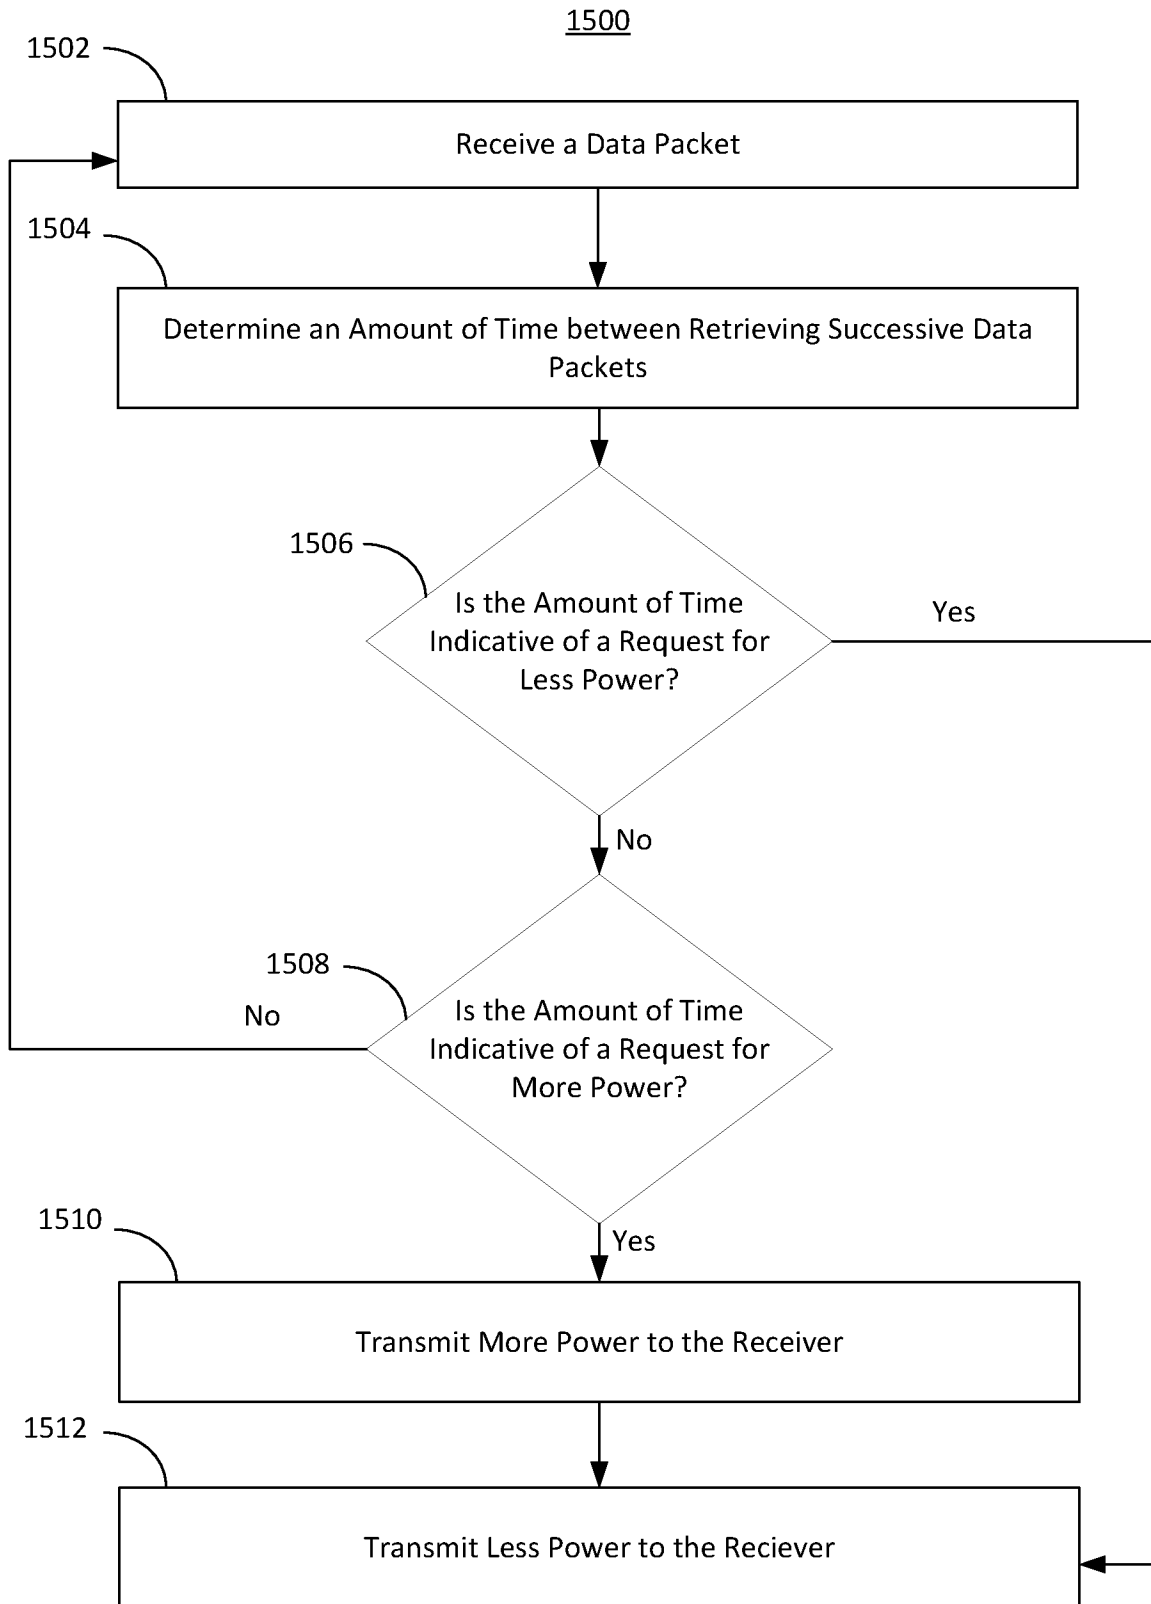 1500
1502
Receive a Data Packet
1504
Determine an Amount of Time between Retrieving Successive Data
Packets
1506
Is the Amount of Time
Indicative of a Request for
Less Power?
Yes
No
1508
Is the Amount of Time
Indicative of a Request for
More Power?
No
Yes
1510
Transmit More Power to the Receiver
1512
Transmit Less Power to the Reciever